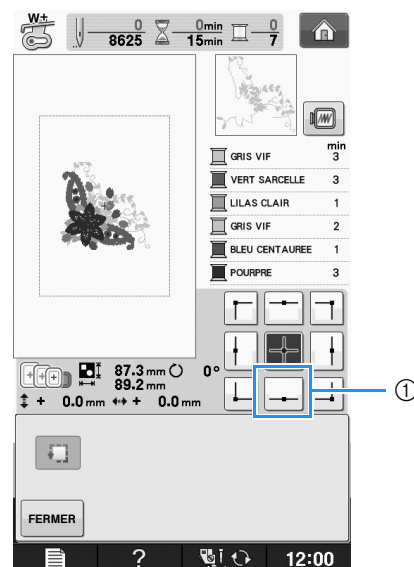 W+
0 0min 0
8625 15min 7
min
GRIS VIF 3
VERT SARCELLE 3
LILAS CLAIR 1
GRIS VIF 2
BLEU CENTAUREE 1
POURPRE 3
87.3 mm 0°
89.2 mm
+ 0.0 mm + 0.0 mm
①
FERMER
? 12:00